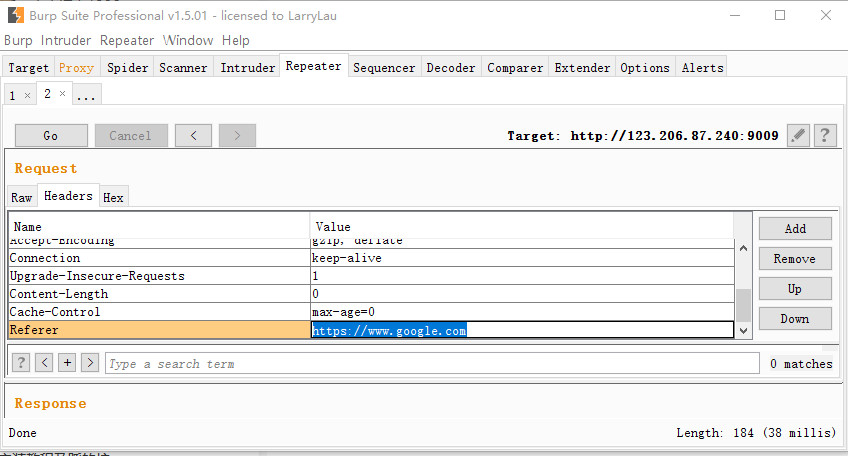 Burp Suite Professional v1.5.01 - licensed to LarryLau
Burp Intruder Repeater Window Help
Target Proxy Spider Scanner Intruder Repeater Sequencer Decoder Comparer Extender Options Alerts
1 × 2 × ...
Go Cancel < > Target: http://123.206.87.240:9009 ?
Request
Raw Headers Hex
Name Value
Accept-Encoding gzip, deflate
Connection keep-alive
Upgrade-Insecure-Requests 1
Content-Length 0
Cache-Control max-age=0
Referer https://www.google.com
Add
Remove
Up
Down
? < + > Type a search term 0 matches
Response
Done Length: 184 (38 millis)